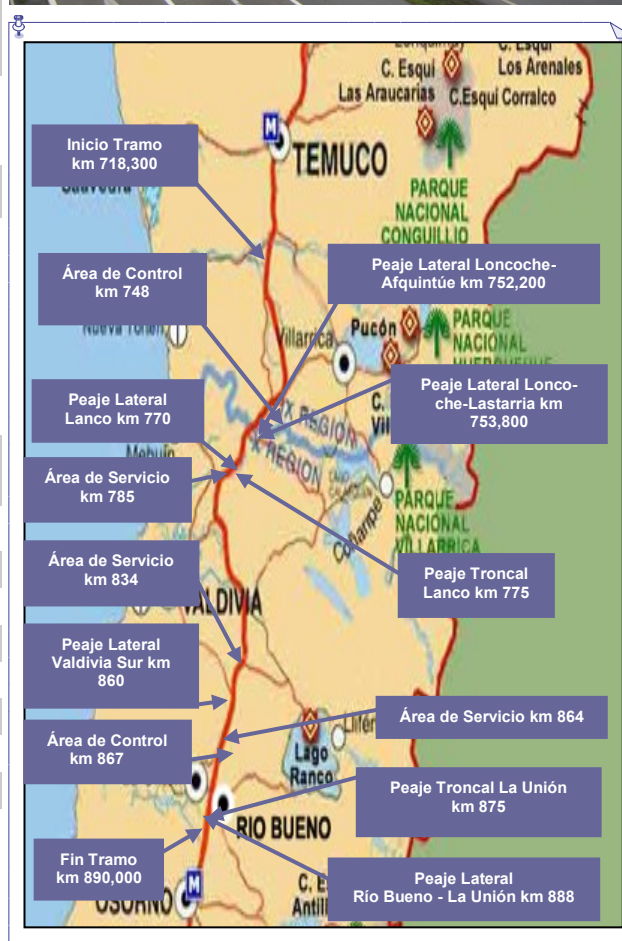 C. Esquí
C. Esquí
Los Arenales
Las Araucarias
C.Esquí Corralco
M
TEMUCO
Inicio Tramo
km 718,300
PARQUE
NACIONAL
CONGUILLIO
Área de Control
km 748
Peaje Lateral Loncoche-
Afquintúe km 752,200
Villarrica
Pucón
PARQUE
NACIONAL
Peaje Lateral
Lanco km 770
Peaje Lateral Lonco-
che-Lastarria km
753,800
IX REGION
X REGION
Mehuín
Área de Servicio
km 785
Coñaripe
PARQUE
NACIONAL
VILLARRICA
Área de Servicio
km 834
Peaje Troncal
Lanco km 775
VALDIVIA
Peaje Lateral
Valdivia Sur km
860
Área de Servicio km 864
Área de Control
km 867
Lago
Ranco
Peaje Troncal La Unión
km 875
RIO BUENO
Fin Tramo
km 890,000
M
OSORNO
Peaje Lateral
Río Bueno - La Unión km 888